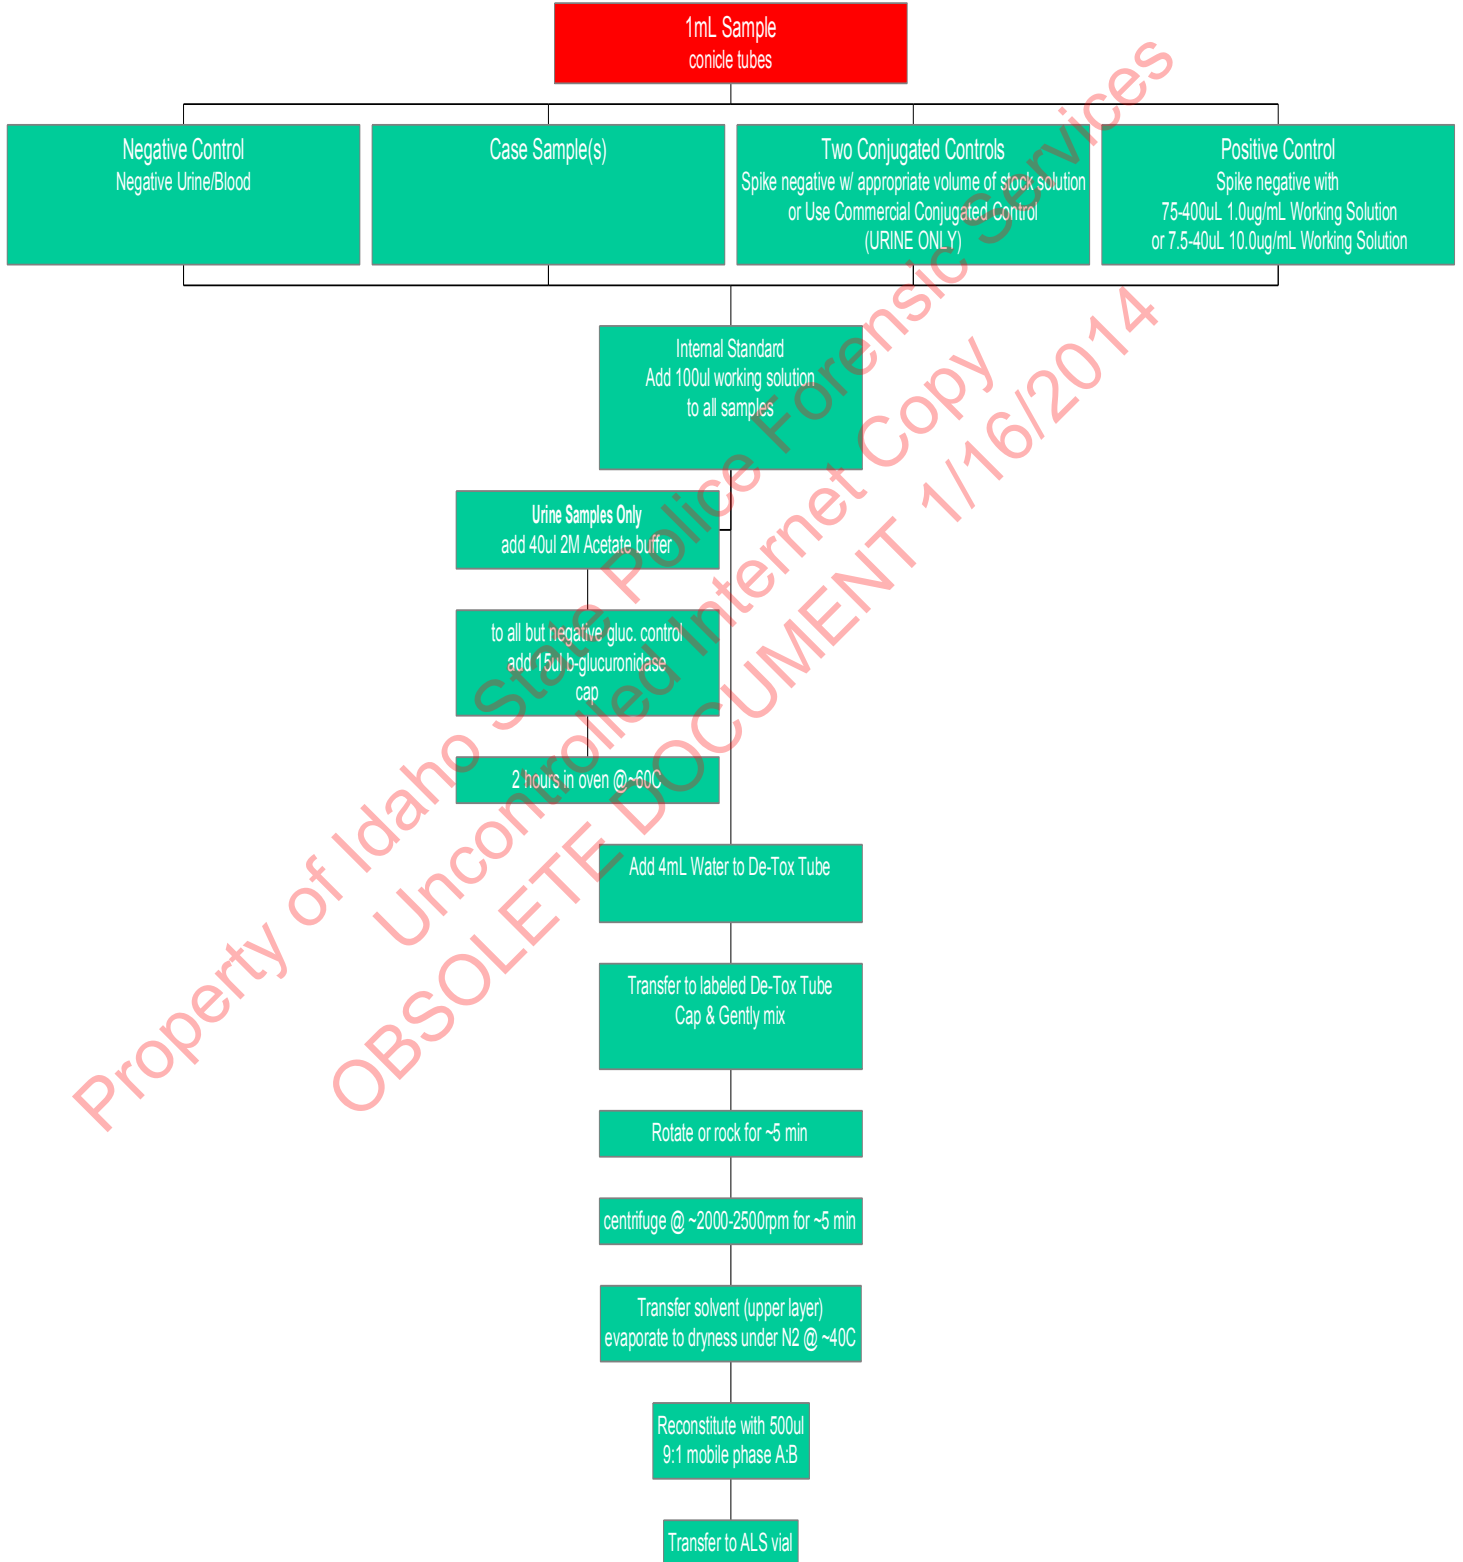 1mL Sample
conicle tubes
Negative Control
Negative Urine/Blood
Case Sample(s)
Two Conjugated Controls
Spike negative w/ appropriate volume of stock solution
or Use Commercial Conjugated Control
(URINE ONLY)
Positive Control
Spike negative with
75-400uL 1.0ug/mL Working Solution
or 7.5-40uL 10.0ug/mL Working Solution
Internal Standard
Add 100ul working solution
to all samples
Urine Samples Only
add 40ul 2M Acetate buffer
to all but negative gluc. control
add 15ul b-glucuronidase
cap
2 hours in oven @~60C
Add 4mL Water to De-Tox Tube
Transfer to labeled De-Tox Tube
Cap & Gently mix
Rotate or rock for ~5 min
centrifuge @ ~2000-2500rpm for ~5 min
Transfer solvent (upper layer)
evaporate to dryness under N2 @ ~40C
Reconstitute with 500ul
9:1 mobile phase A:B
Transfer to ALS vial
Property of Idaho State Police Forensic Services
Uncontrolled Internet Copy
OBSOLETE DOCUMENT 1/16/2014